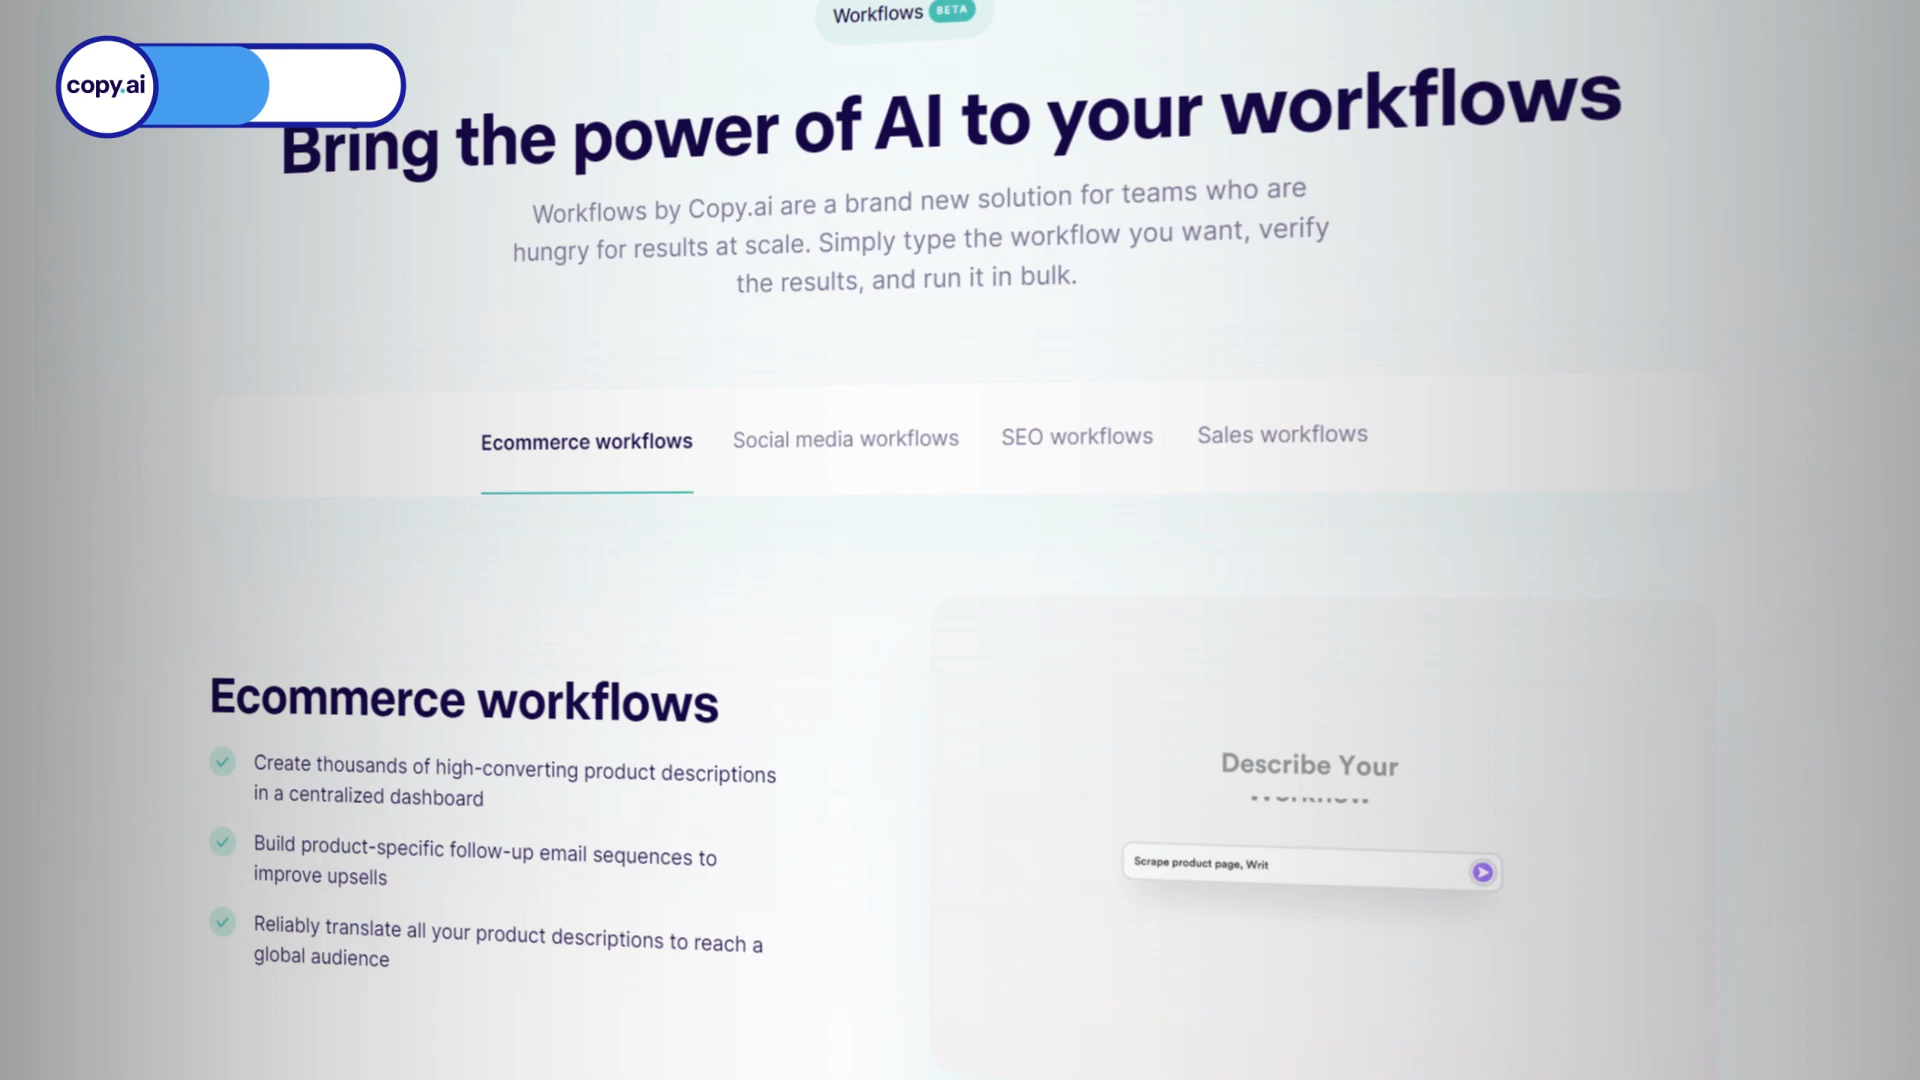 Workflows BETA
copy.ai
Bring the power of AI to your workflows
Workflows by Copy.ai are a brand new solution for teams who are
hungry for results at scale. Simply type the workflow you want, verify
the results, and run it in bulk.
Ecommerce workflows Social media workflows SEO workflows Sales workflows
Ecommerce workflows
Create thousands of high-converting product descriptions
in a centralized dashboard
Build product-specific follow-up email sequences to
improve upsells
Reliably translate all your product descriptions to reach a
global audience
Describe Your
Scrape product page, Writ